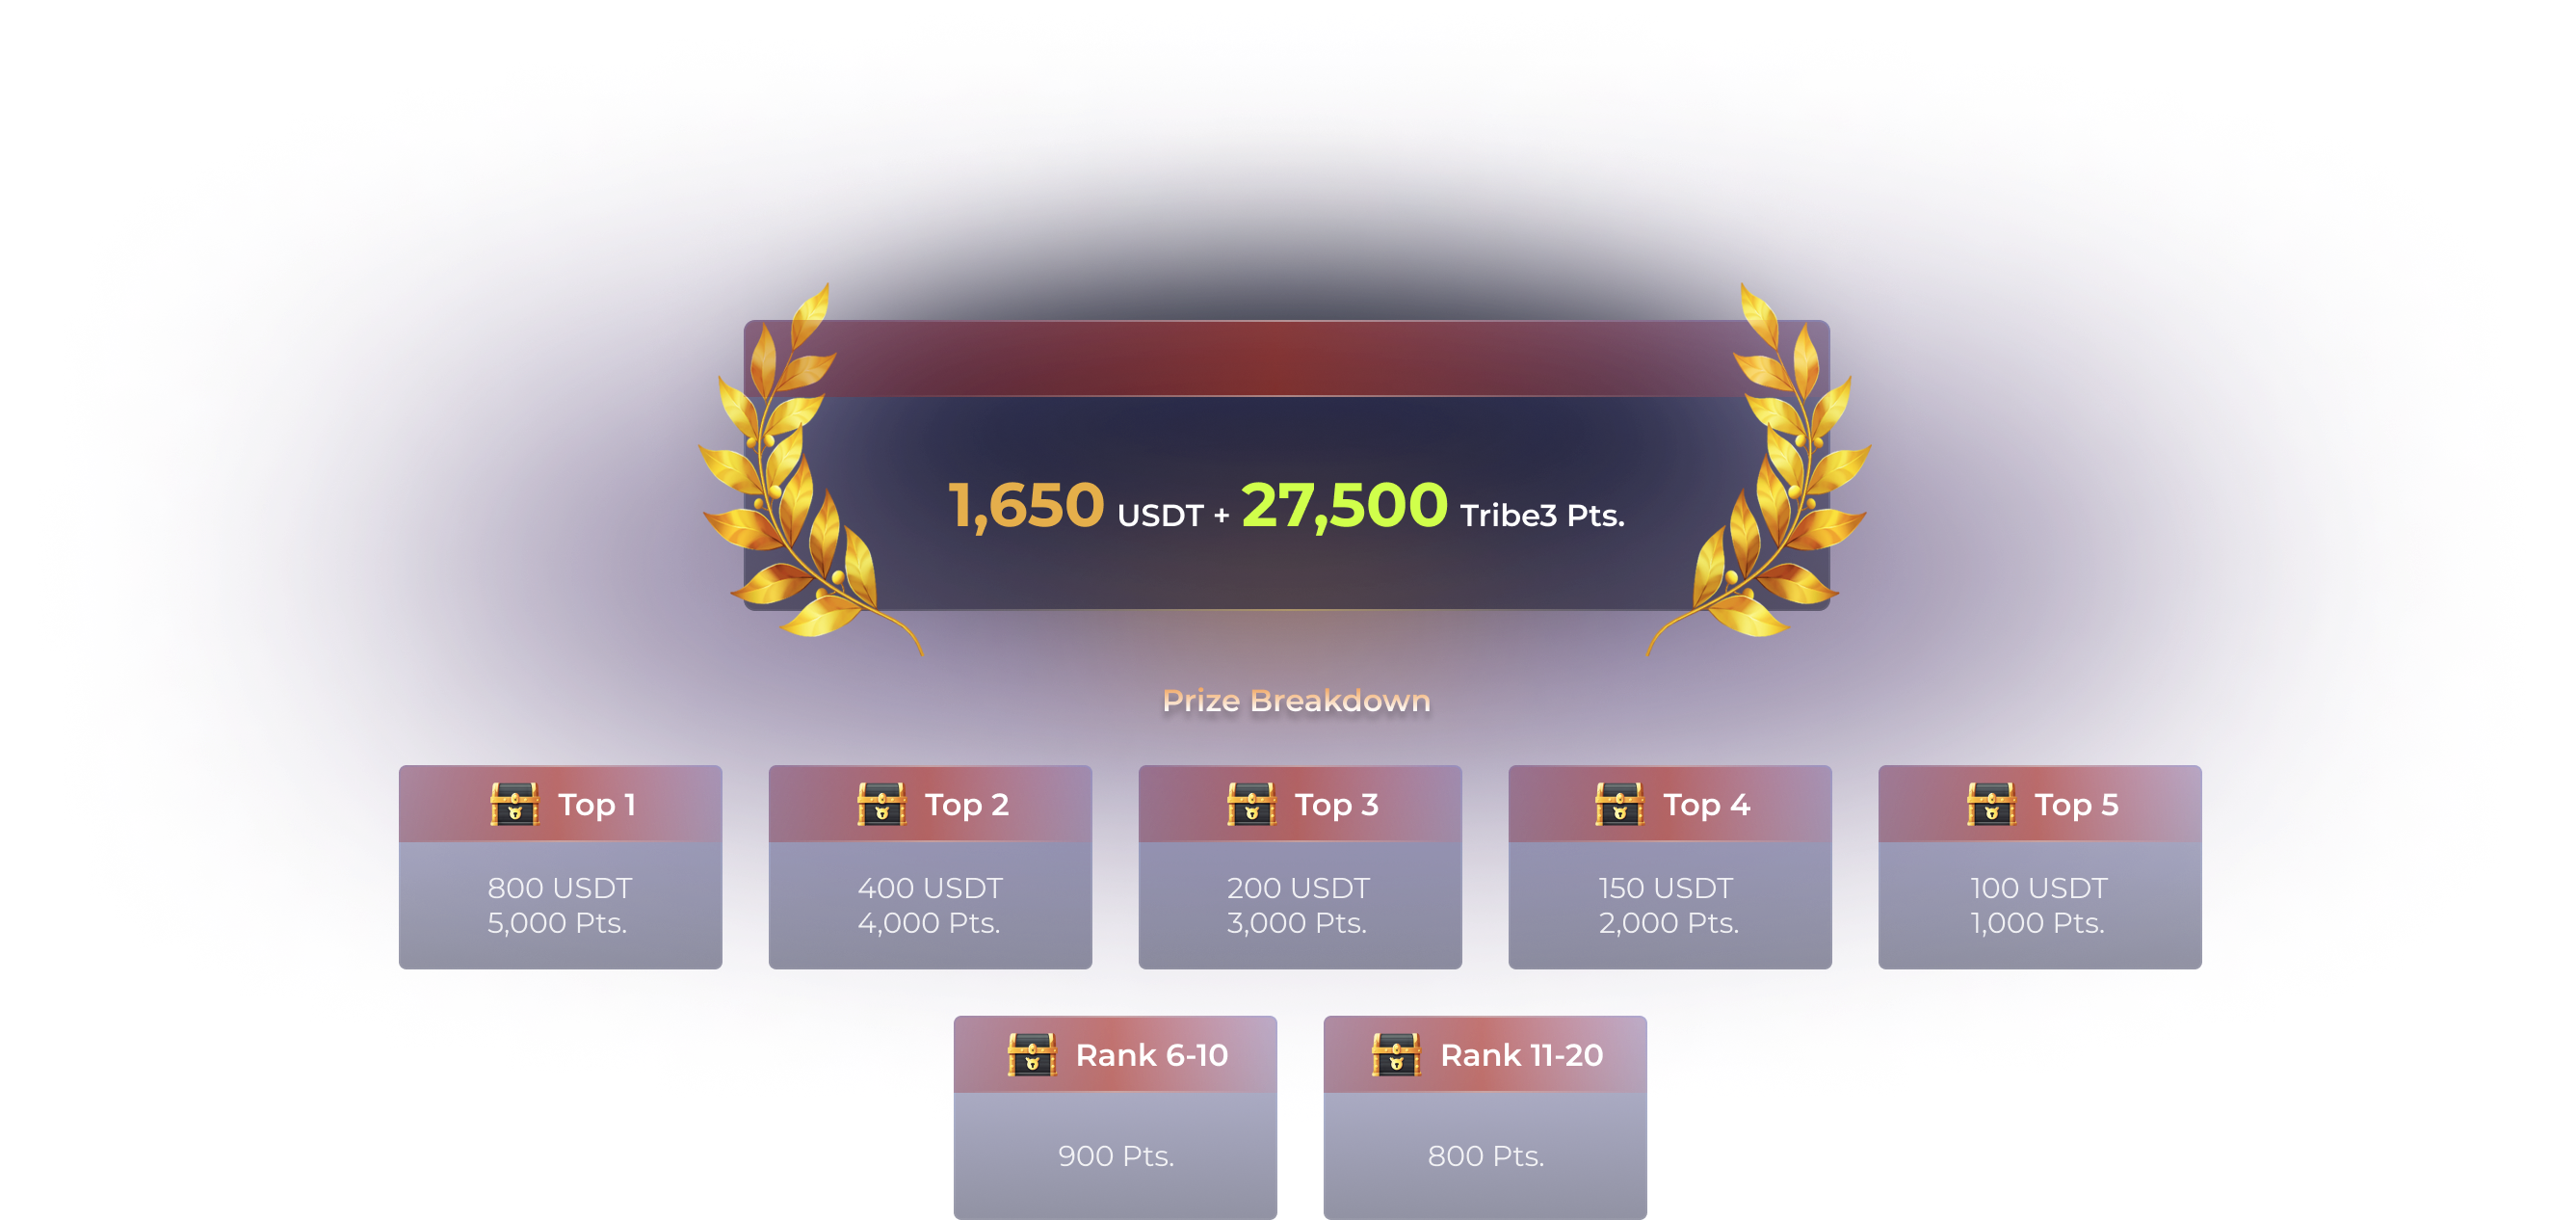 1,650 USDT + 27,500 Tribe3 Pts.
Prize Breakdown
Top 1
800 USDT
5,000 Pts.
Top 2
400 USDT
4,000 Pts.
Top 3
200 USDT
3,000 Pts.
Top 4
150 USDT
2,000 Pts.
Top 5
100 USDT
1,000 Pts.
Rank 6-10
900 Pts.
Rank 11-20
800 Pts.